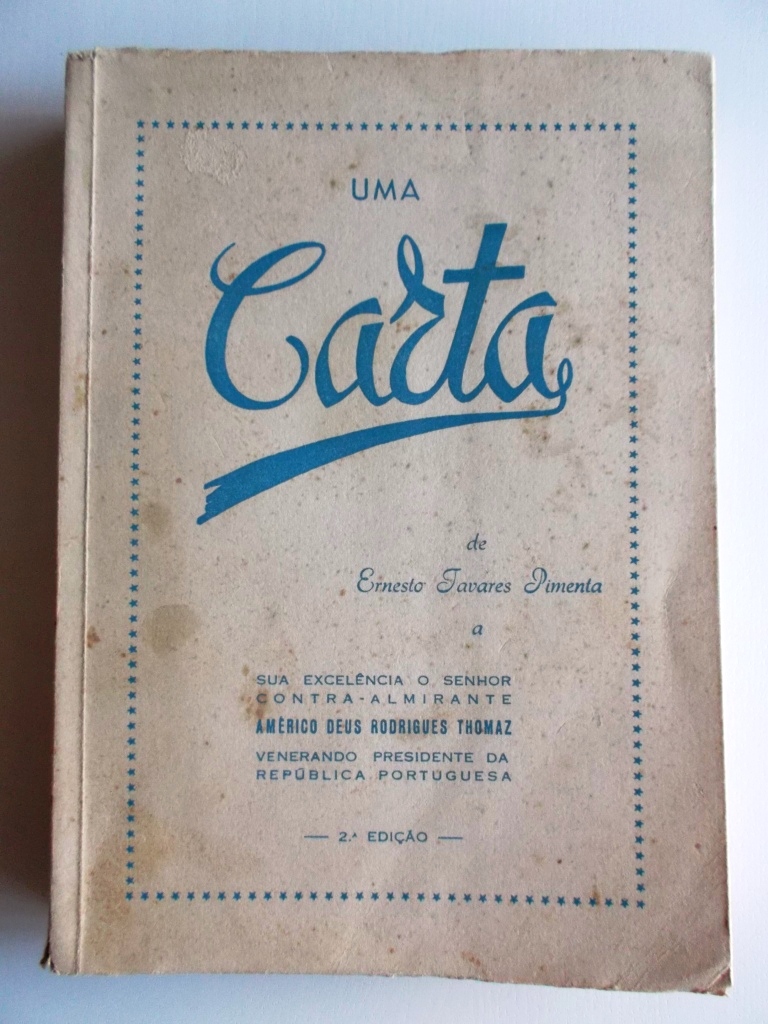 UMA
Carta
de
Ernesto Tavares Pimenta
a
SUA EXCELÊNCIA O SENHOR
CONTRA-ALMIRANTE
AMÉRICO DEUS RODRIGUES THOMAZ
VENERANDO PRESIDENTE DA
REPÚBLICA PORTUGUESA
— 2.ª EDIÇÃO —